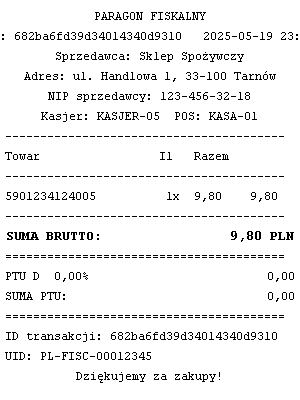 PARAGON FISKALNY
: 682ba6fd39d34014340d9310 2025-05-19 23:
Sprzedawca: Sklep Spożywczy
Adres: ul. Handlowa 1, 33-100 Tarnów
NIP sprzedawcy: 123-456-32-18
Kasjer: KASJER-05 POS: KASA-01
----------------------------------------
Towar Il Razem
----------------------------------------
5901234124005 1x 9,80 9,80
----------------------------------------
SUMA BRUTTO: 9,80 PLN
========================================
PTU D 0,00% 0,00
SUMA PTU: 0,00
========================================
ID transakcji: 682ba6fd39d34014340d9310
UID: PL-FISC-00012345
Dziękujemy za zakupy!